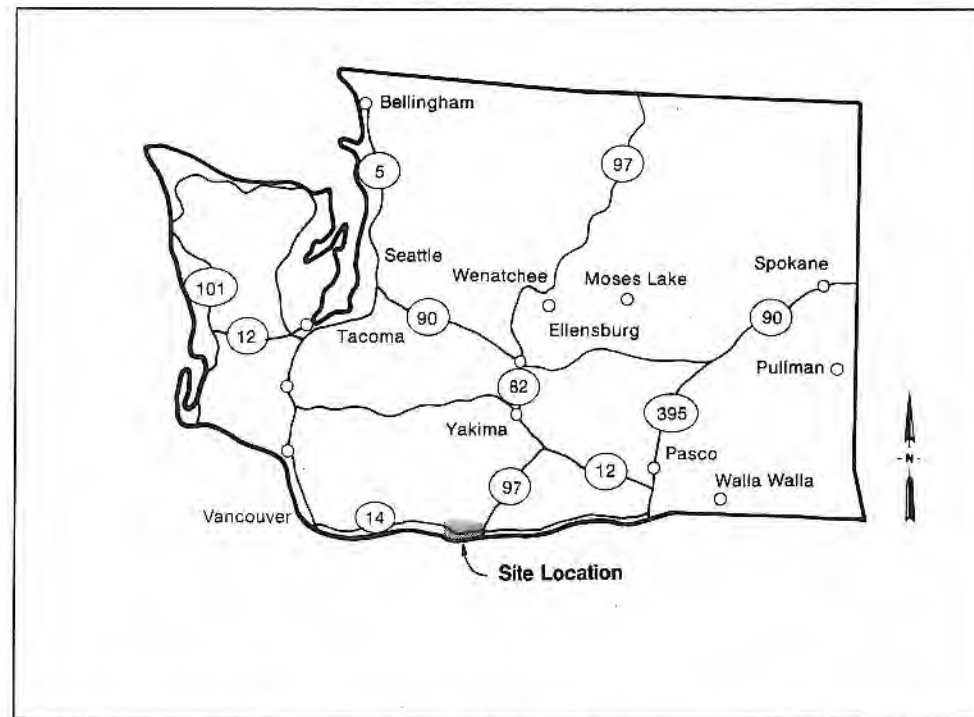 Bellingham
5
97
Seattle
Wenatchee
Moses Lake
Spokane
101
90
Ellensburg
90
12
Tacoma
Pullman
82
395
Yakima
Pasco
12
97
Walla Walla
Vancouver
14
Site Location
N